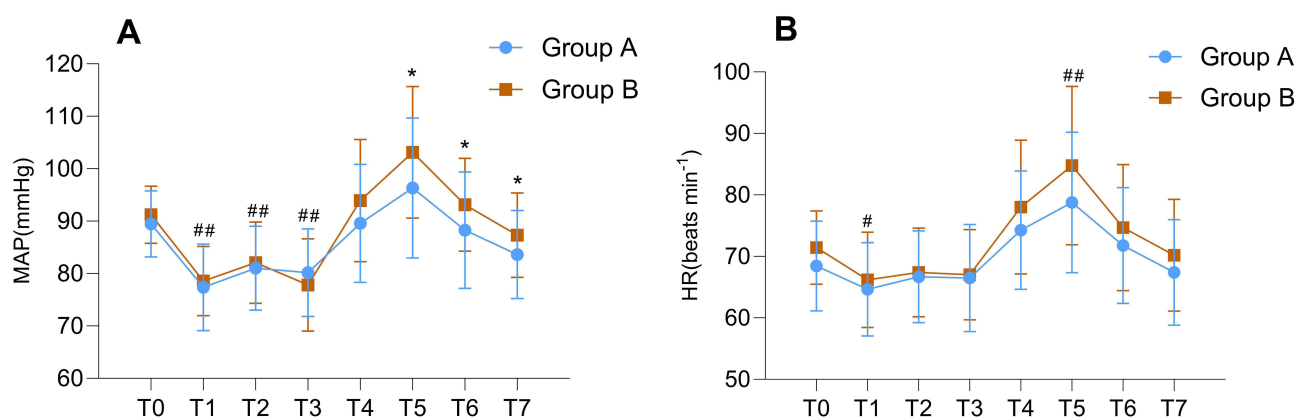 A
Group A
Group B
MAP(mmHg)
120
110
100
90
80
70
60
##
##
##
*
*
*
T0 T1 T2 T3 T4 T5 T6 T7
B
Group A
Group B
HR(beats min⁻¹)
100
90
80
70
60
50
#
##
T0 T1 T2 T3 T4 T5 T6 T7